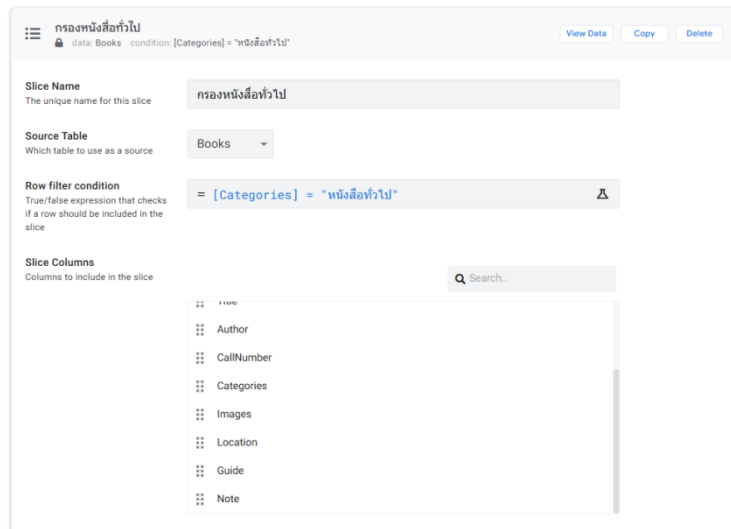 กรองหนังสือทั่วไป
data: Books condition: [Categories] = "หนังสือทั่วไป"
View Data Copy Delete
Slice Name
The unique name for this slice
กรองหนังสือทั่วไป
Source Table
Which table to use as a source
Books
Row filter condition
True/false expression that checks
if a row should be included in the
slice
= [Categories] = "หนังสือทั่วไป"
Slice Columns
Columns to include in the slice
Search..
Title
Author
CallNumber
Categories
Images
Location
Guide
Note